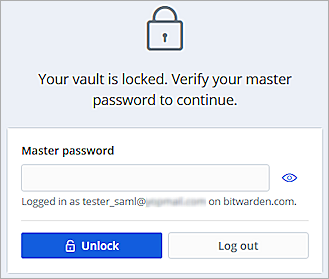 Your vault is locked. Verify your master
password to continue.
Master password
Logged in as tester_saml@ on bitwarden.com.
Unlock
Log out